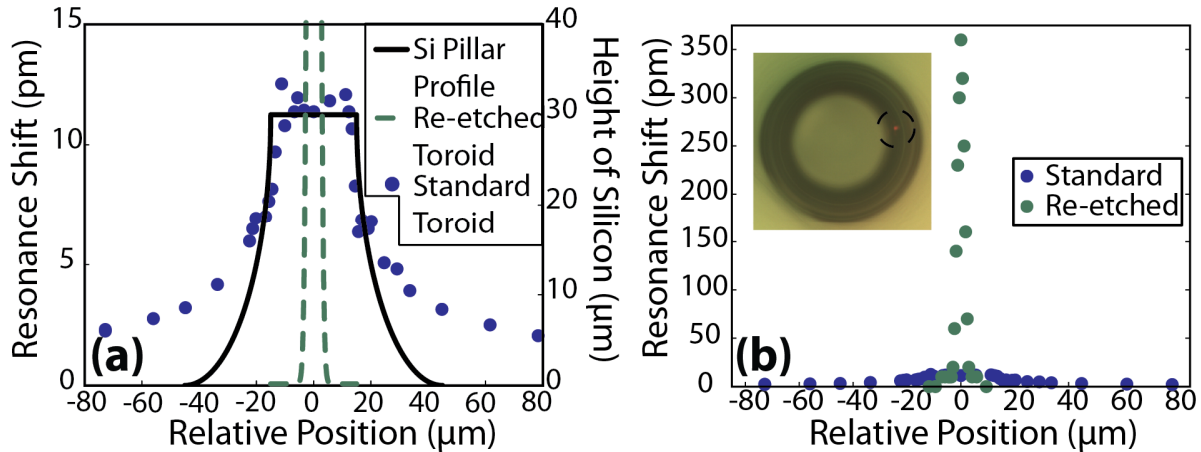 15
10
5
0
Resonance Shift (pm)
Si Pillar
Profile
Re-etched
Toroid
Standard
Toroid
40
30
20
10
0
Height of Silicon (μm)
(a)
-80 -60 -40 -20 0 20 40 60 80
Relative Position (μm)
350
300
250
200
150
100
50
0
Resonance Shift (pm)
Standard
Re-etched
(b)
-80 -60 -40 -20 0 20 40 60 80
Relative Position (μm)